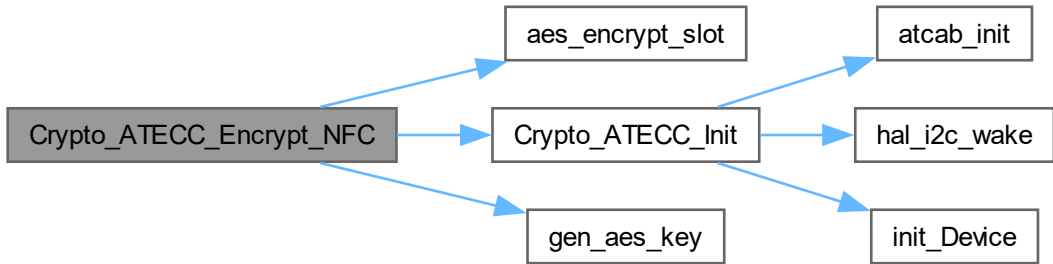 aes_encrypt_slot
atcab_init
Crypto_ATECC_Encrypt_NFC
Crypto_ATECC_Init
hal_i2c_wake
gen_aes_key
init_Device